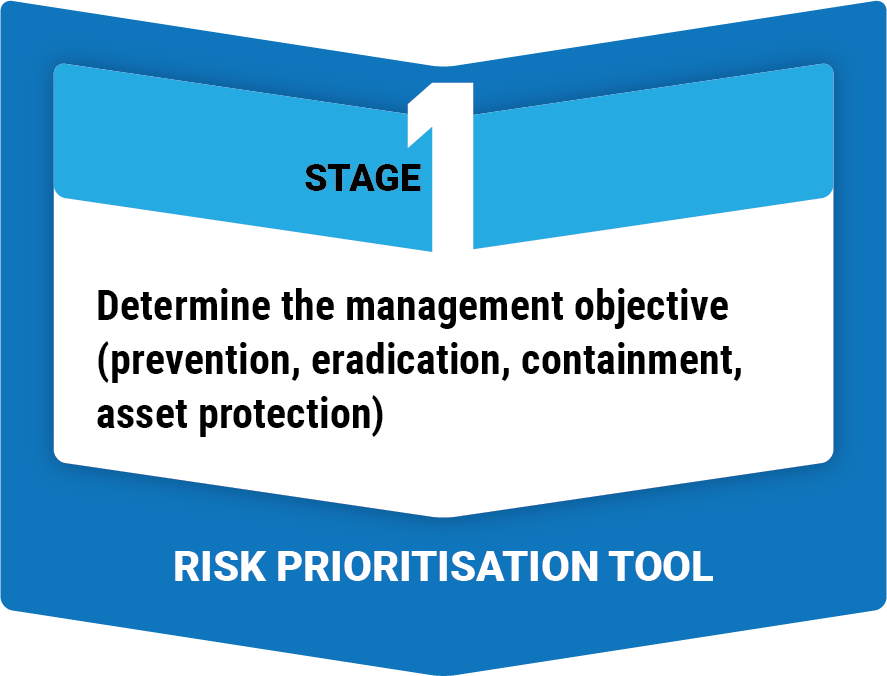 STAGE 1
Determine the management objective
(prevention, eradication, containment,
asset protection)
RISK PRIORITISATION TOOL